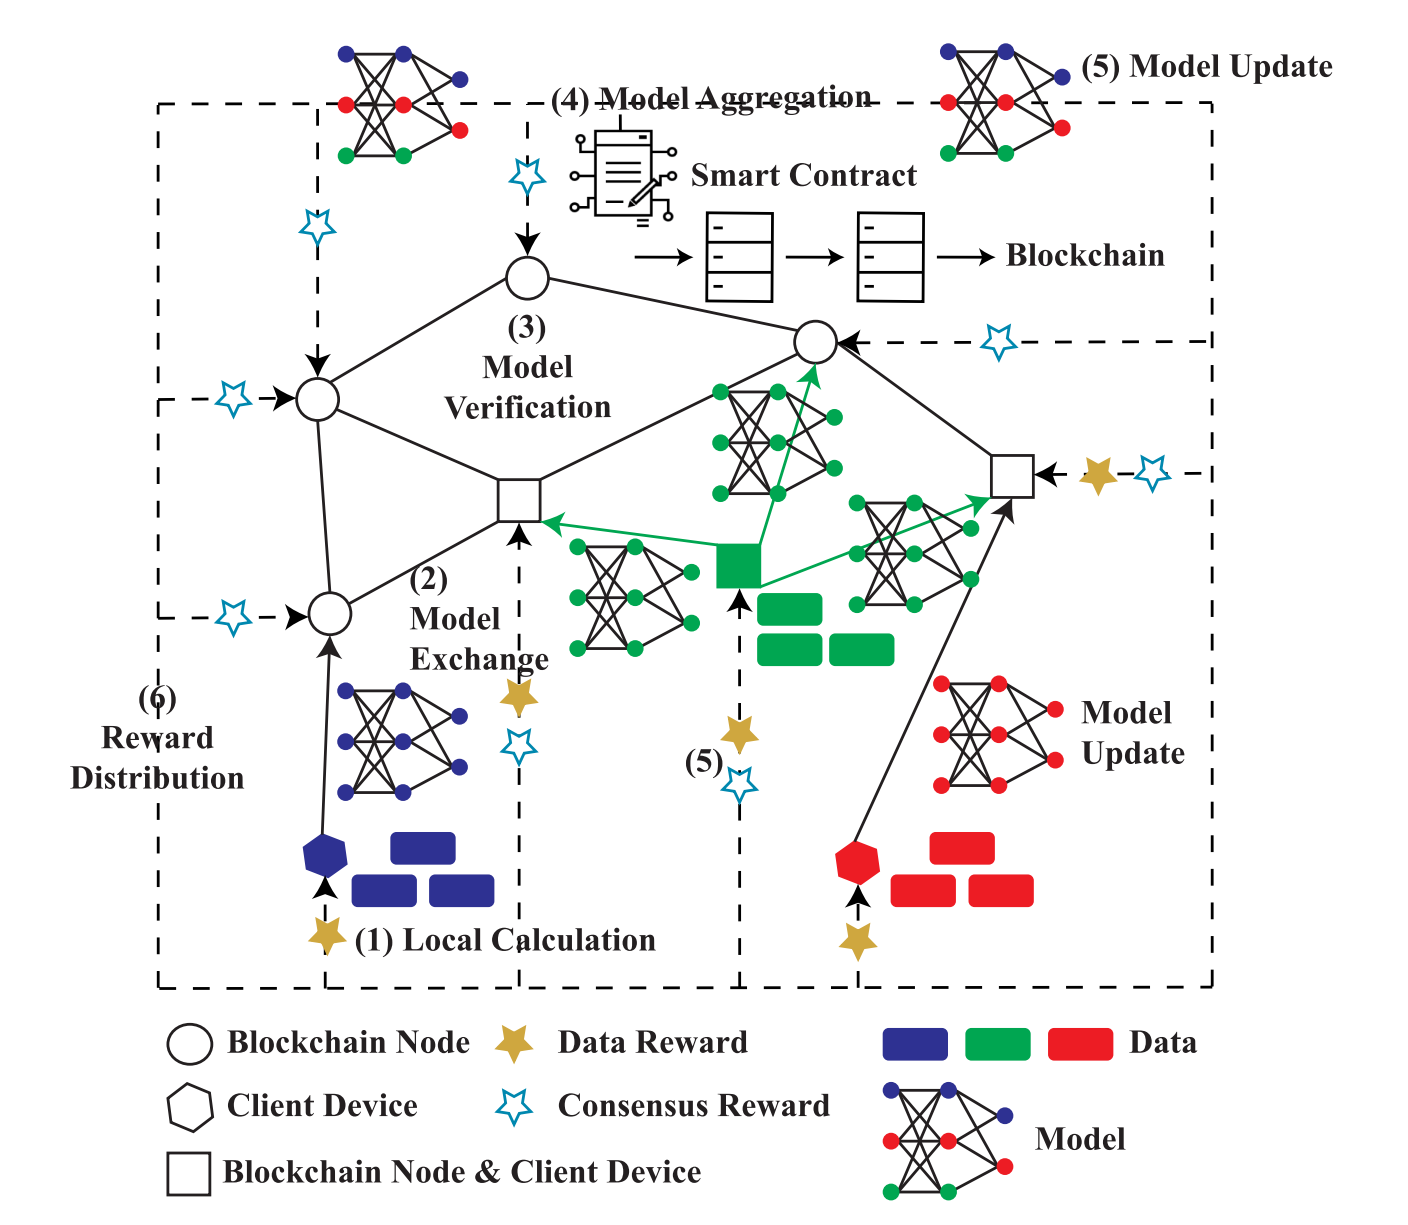 (5) Model Update
(4) Model Aggregation
Smart Contract
Blockchain
(3)
Model
Verification
(2)
Model
Exchange
(6)
Reward
Distribution
(5)
Model
Update
(1) Local Calculation
Blockchain Node
Data Reward
Data
Client Device
Consensus Reward
Model
Blockchain Node & Client Device